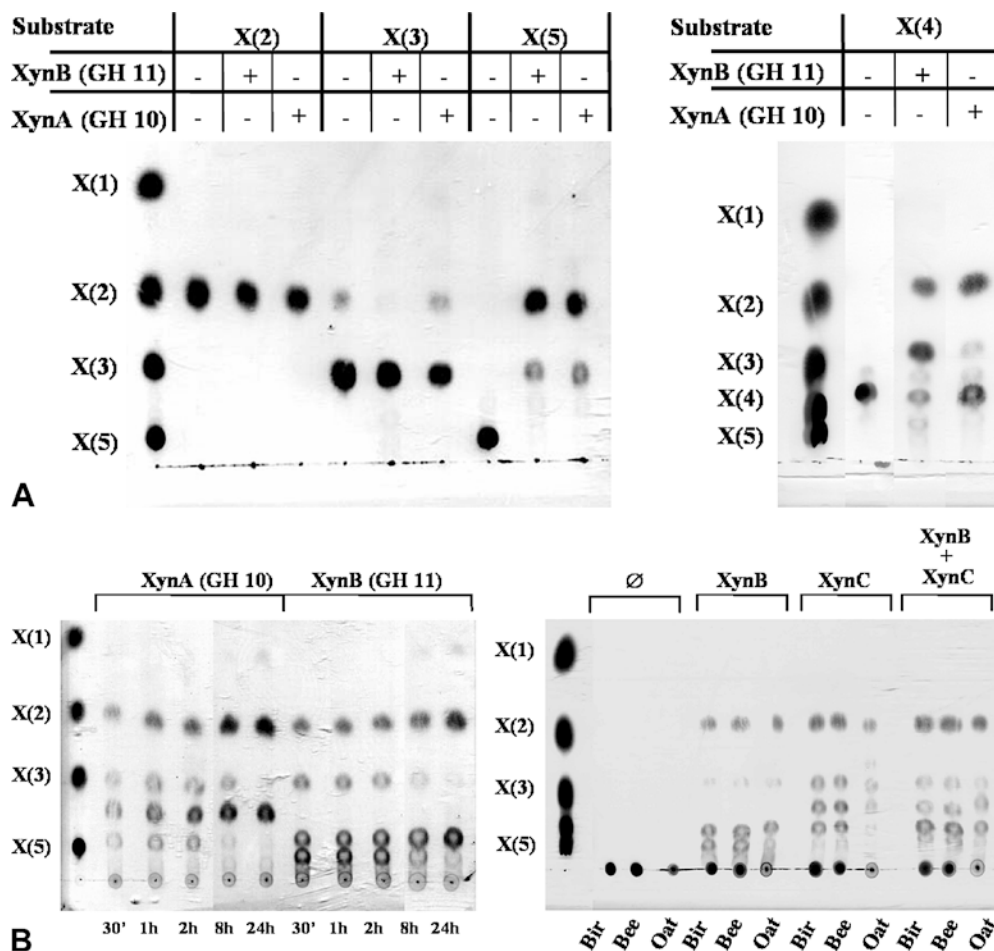 Substrate X(2) X(3) X(5)
XynB (GH 11) - + - - + - - + -
XynA (GH 10) - - + - - + - - +
X(1)
X(2)
X(3)
X(5)
A
X(4)
XynB (GH 11) - + -
XynA (GH 10) - - +
X(1)
X(2)
X(3)
X(4)
X(5)
XynA (GH 10) XynB (GH 11)
X(1)
X(2)
X(3)
X(5)
30' 1h 2h 8h 24h 30' 1h 2h 8h 24h
B
XynB
+
∅ XynB XynC XynC
X(1)
X(2)
X(3)
X(5)
Bir Bee Oat Bir Bee Oat Bir Bee Oat Bir Bee Oat